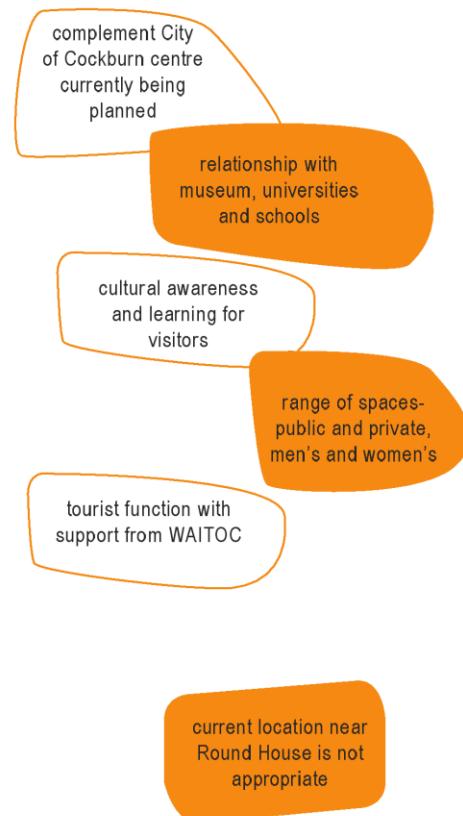 complement City
of Cockburn centre
currently being
planned
relationship with
museum, universities
and schools
cultural awareness
and learning for
visitors
range of spaces-
public and private,
men's and women's
tourist function with
support from WAITOC
current location near
Round House is not
appropriate